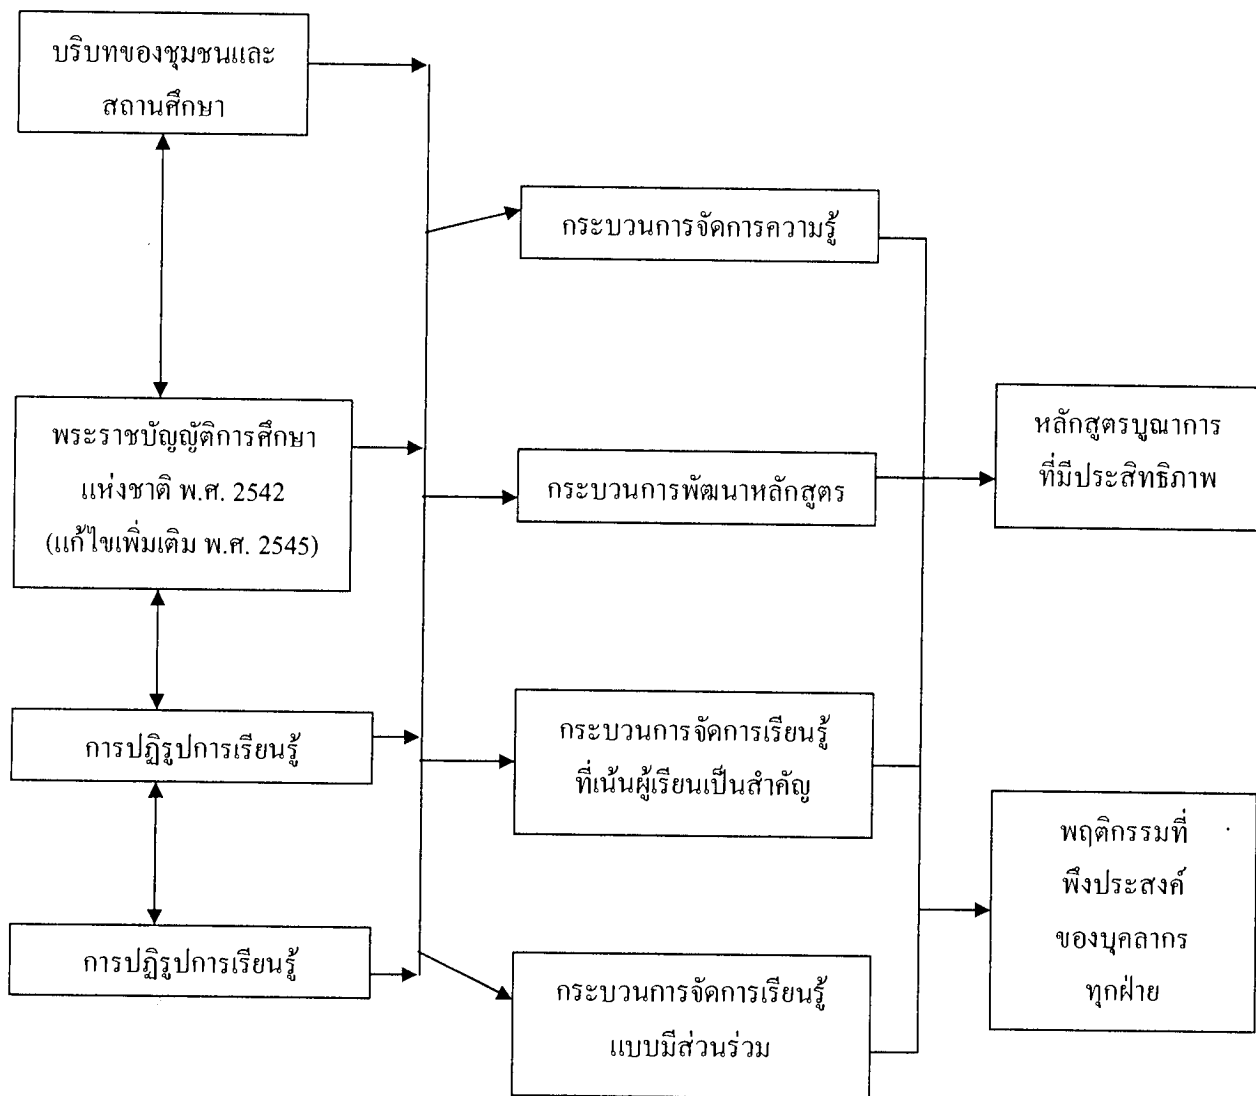 บริบทของชุมชนและ
สถานศึกษา
กระบวนการจัดการความรู้
พระราชบัญญัติการศึกษา
แห่งชาติ พ.ศ. 2542
(แก้ไขเพิ่มเติม พ.ศ. 2545)
กระบวนการพัฒนาหลักสูตร
หลักสูตรบูณาการ
ที่มีประสิทธิภาพ
การปฏิรูปการเรียนรู้
กระบวนการจัดการเรียนรู้
ที่เน้นผู้เรียนเป็นสำคัญ
พฤติกรรมที่
พึงประสงค์
ของบุคลากร
ทุกฝ่าย
การปฏิรูปการเรียนรู้
กระบวนการจัดการเรียนรู้
แบบมีส่วนร่วม